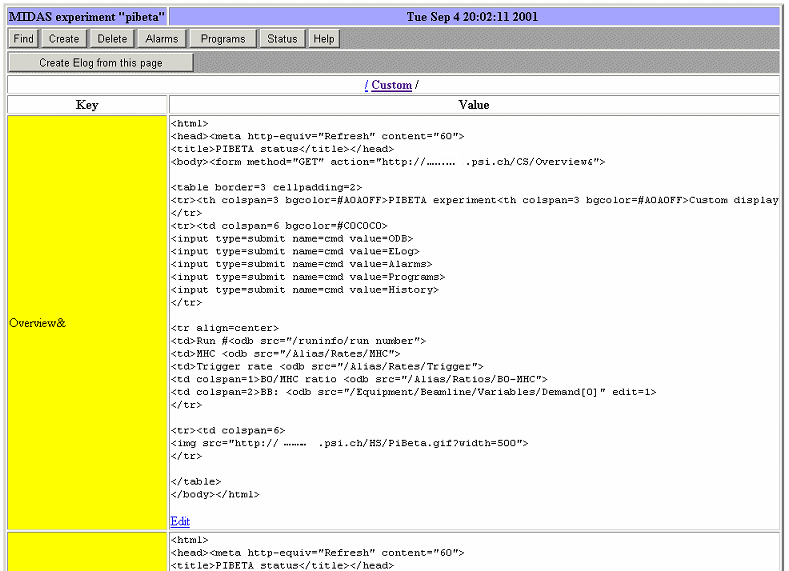 MIDAS experiment "pibeta" Tue Sep 4 20:02:11 2001
Find Create Delete Alarms Programs Status Help
Create Elog from this page
/ Custom /
Key Value
Overview&
<html>
<head><meta http-equiv="Refresh" content="60">
<title>PIBETA status</title></head>
<body><form method="GET" action="http://......... .psi.ch/CS/Overview&">
<table border=3 cellpadding=2>
<tr><th colspan=3 bgcolor=#A0A0FF>PIBETA experiment<th colspan=3 bgcolor=#A0A0FF>Custom display
</tr>
<tr><td colspan=6 bgcolor=#C0C0C0>
<input type=submit name=cmd value=ODB>
<input type=submit name=cmd value=ELog>
<input type=submit name=cmd value=Alarms>
<input type=submit name=cmd value=Programs>
<input type=submit name=cmd value=History>
</tr>
<tr align=center>
<td>Run #<odb src="/runinfo/run number">
<td>MHC <odb src="/Alias/Rates/MHC">
<td>Trigger rate <odb src="/Alias/Rates/Trigger">
<td colspan=1>BO/MHC ratio <odb src="/Alias/Ratios/BO-MHC">
<td colspan=2>BB: <odb src="/Equipment/Beamline/Variables/Demand[0]" edit=1>
</tr>
<tr><td colspan=6>
<img src="http:// ......... .psi.ch/HS/PiBeta.gif?width=500">
</tr>
</table>
</body></html>
Edit
<html>
<head><meta http-equiv="Refresh" content="60">
<title>PIBETA status</title></head>